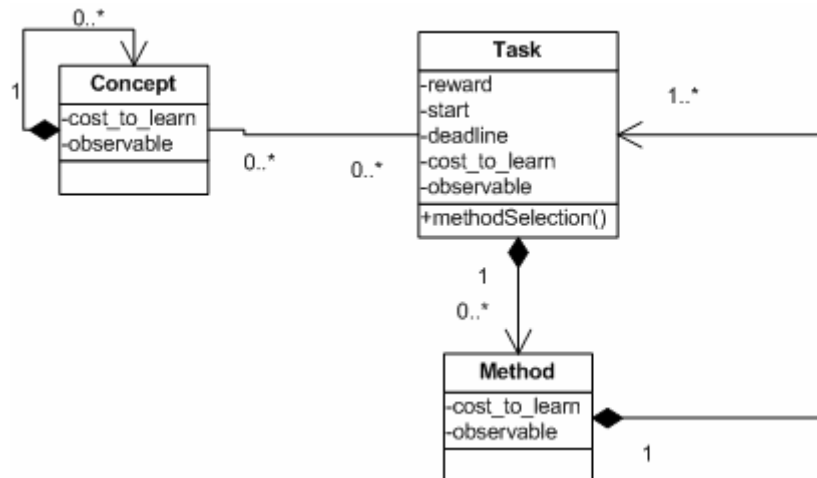 0..*
1
Concept
-cost_to_learn
-observable
0..*
0..*
Task
-reward
-start
-deadline
-cost_to_learn
-observable
+methodSelection()
1..*
1
0..*
Method
-cost_to_learn
-observable
1